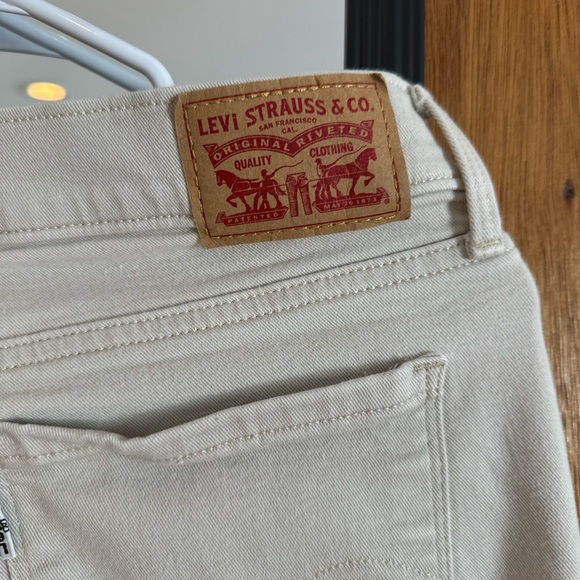 LEVI STRAUSS & CO.
SAN FRANCISCO
CAL.
ORIGINAL RIVETED
QUALITY CLOTHING
PATENTED MAY 20 1873